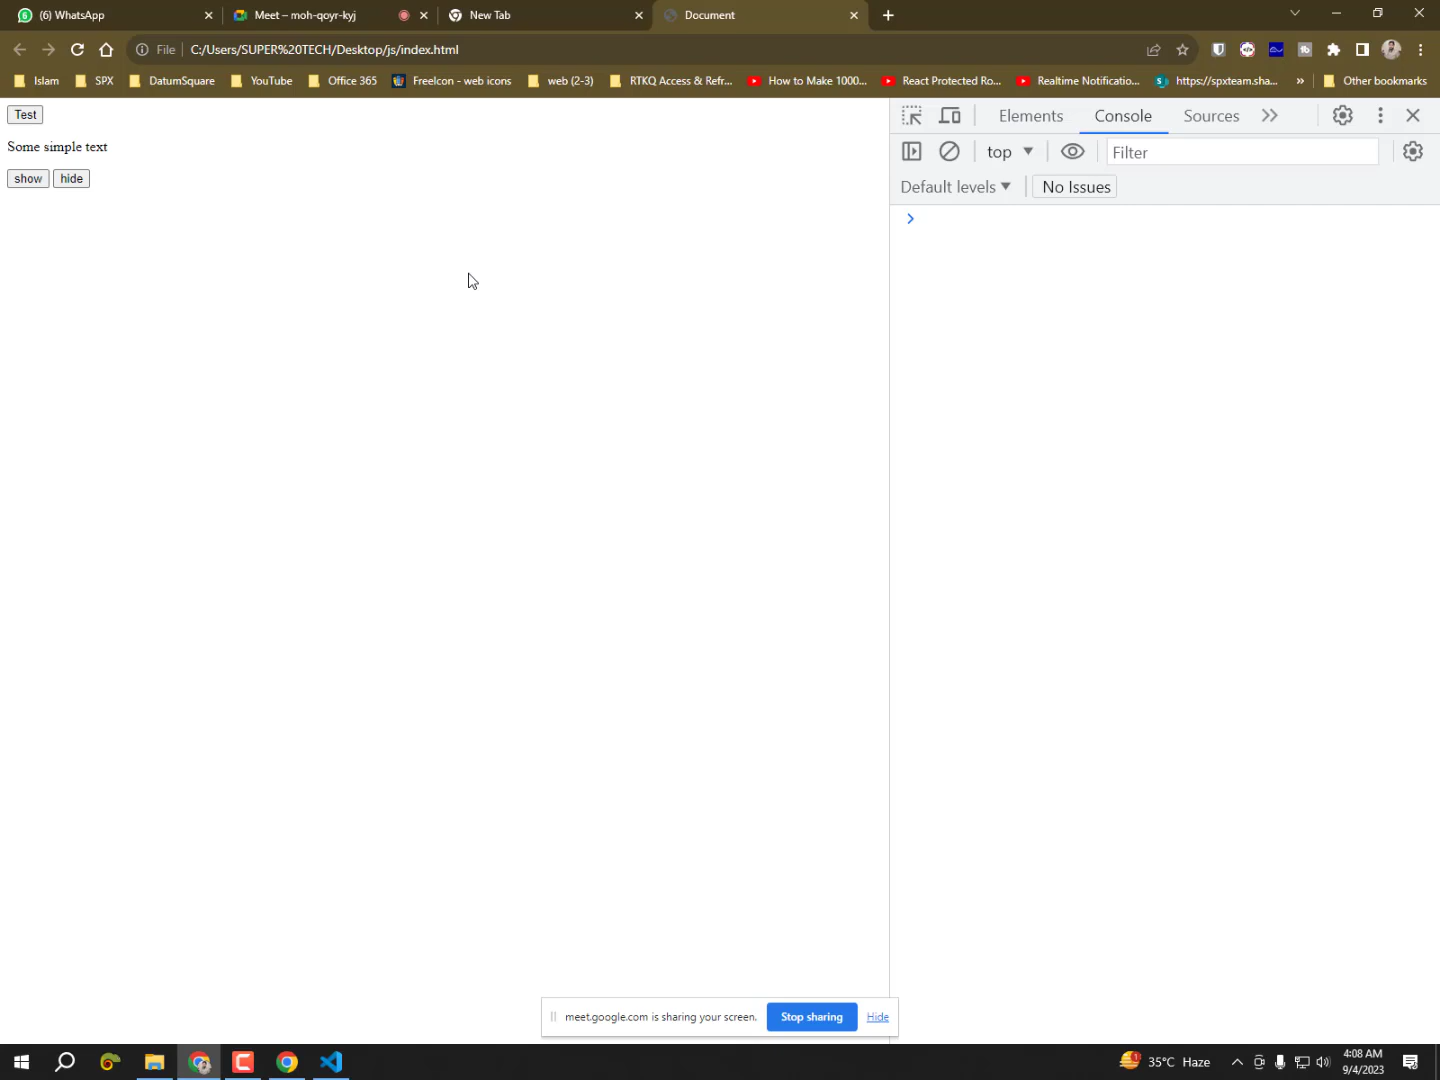 (6) WhatsApp
Meet – moh-qoyr-kyj
New Tab
Document
File
C:/Users/SUPER%20TECH/Desktop/js/index.html
Islam
SPX
DatumSquare
YouTube
Office 365
FreeIcon - web icons
web (2-3)
RTKQ Access & Refr...
How to Make 1000...
React Protected Ro...
Realtime Notificatio...
https://spxteam.sha...
»
Other bookmarks
Test
Some simple text
show
hide
Elements
Console
Sources
top
Filter
Default levels
No Issues
meet.google.com is sharing your screen.
Stop sharing
Hide
35°C Haze
4:08 AM
9/4/2023